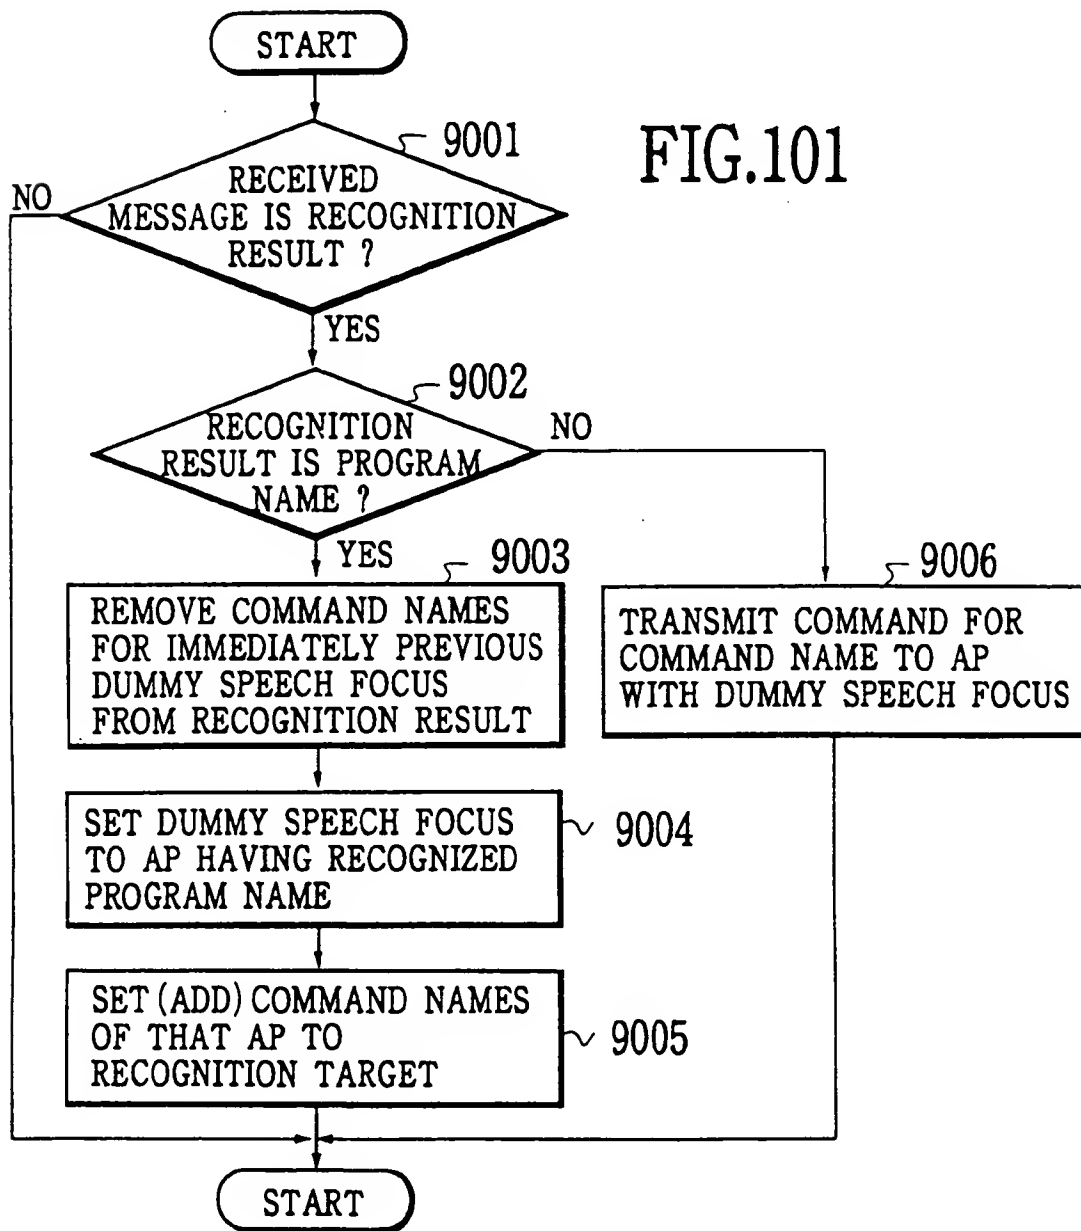 START
FIG.101
9001
RECEIVED
MESSAGE IS RECOGNITION
RESULT ?
NO
YES
9002
RECOGNITION
RESULT IS PROGRAM
NAME ?
NO
YES
9003
REMOVE COMMAND NAMES
FOR IMMEDIATELY PREVIOUS
DUMMY SPEECH FOCUS
FROM RECOGNITION RESULT
9006
TRANSMIT COMMAND FOR
COMMAND NAME TO AP
WITH DUMMY SPEECH FOCUS
SET DUMMY SPEECH FOCUS
TO AP HAVING RECOGNIZED
PROGRAM NAME
9004
SET (ADD) COMMAND NAMES
OF THAT AP TO
RECOGNITION TARGET
9005
START